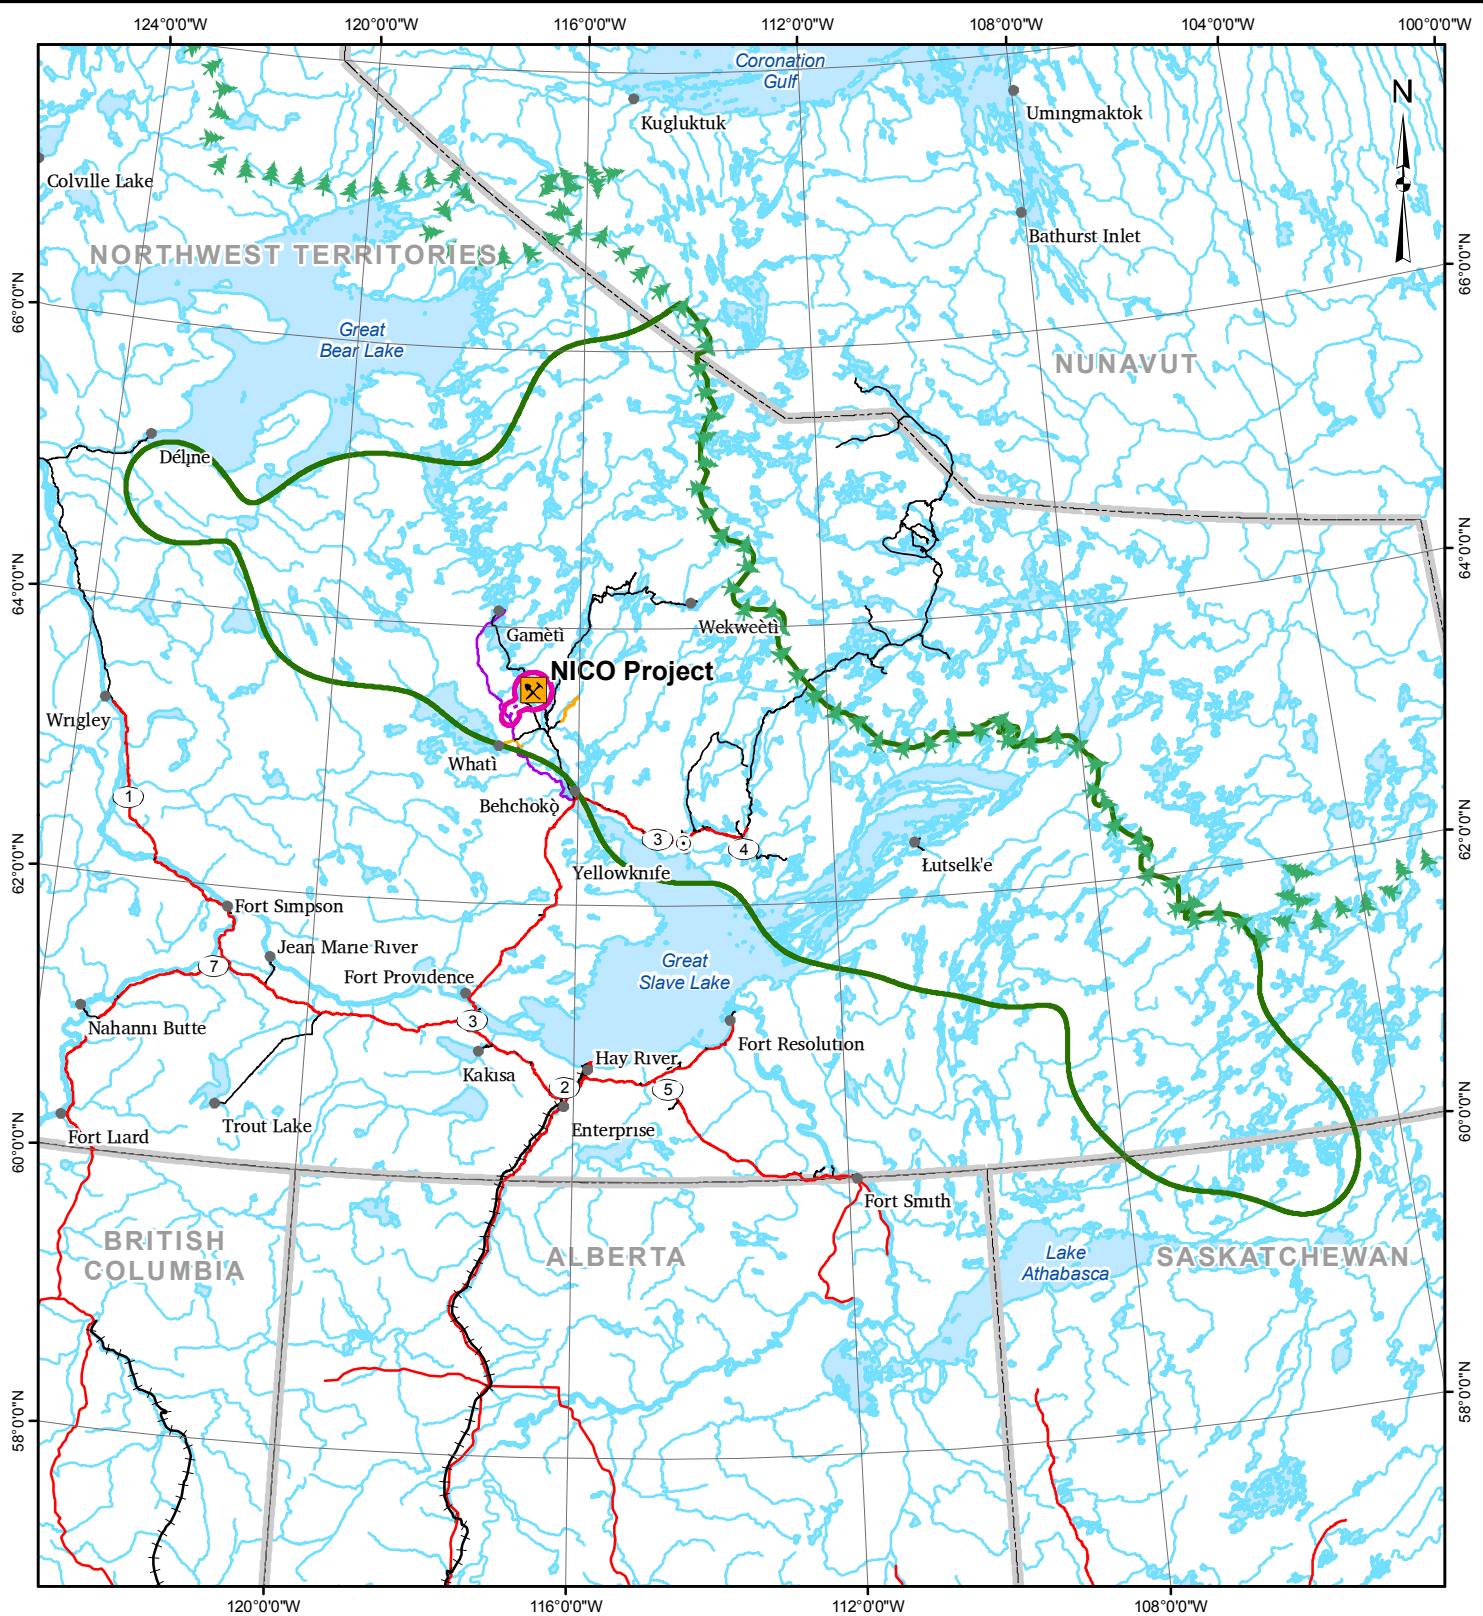 124°0'0"W
120°0'0"W
116°0'0"W
112°0'0"W
108°0'0"W
104°0'0"W
100°0'0"W
Coronation
Gulf
N
Kugluktuk
Umingmaktok
Colville Lake
Bathurst Inlet
NORTHWEST TERRITORIES
66°0'0"N
66°0'0"N
Great
Bear Lake
NUNAVUT
Délįne
64°0'0"N
64°0'0"N
Gamètì
Wekweètì
NICO Project
Wrigley
Whatì
1
Behchokǫ̀
3
4
62°0'0"N
62°0'0"N
Yellowknife
Łutselk'e
Fort Simpson
Jean Marie River
7
Fort Providence
Great
Slave Lake
Nahanni Butte
3
Fort Resolution
Hay River
Kakisa
2
5
Trout Lake
Enterprise
Fort Liard
60°0'0"N
60°0'0"N
Fort Smith
BRITISH
COLUMBIA
ALBERTA
Lake
Athabasca
SASKATCHEWAN
58°0'0"N
58°0'0"N
120°0'0"W
116°0'0"W
112°0'0"W
108°0'0"W